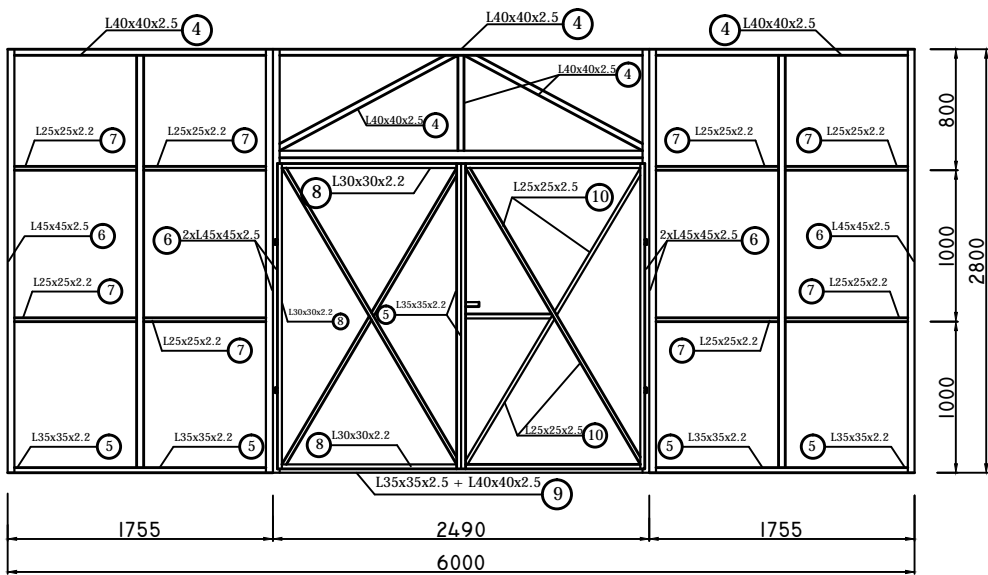 L40x40x2.5 4
L40x40x2.5 4
4 L40x40x2.5
L40x40x2.5 4
L40x40x2.5 4
L25x25x2.2 7
L25x25x2.2 7
7 L25x25x2.2
7 L25x25x2.2
800
8 L30x30x2.2
L25x25x2.5 10
L45x45x2.5 6
6 2xL45x45x2.5
2xL45x45x2.5 6
6 L45x45x2.5
1000
2800
L25x25x2.2 7
7 L25x25x2.2
L30x30x2.2 8
5 L35x35x2.2
L25x25x2.2 7
7 L25x25x2.2
1000
L35x35x2.2 5
L35x35x2.2 5
8 L30x30x2.2
L25x25x2.5 10
5 L35x35x2.2
5 L35x35x2.2
L35x35x2.5 + L40x40x2.5 9
1755
2490
1755
6000